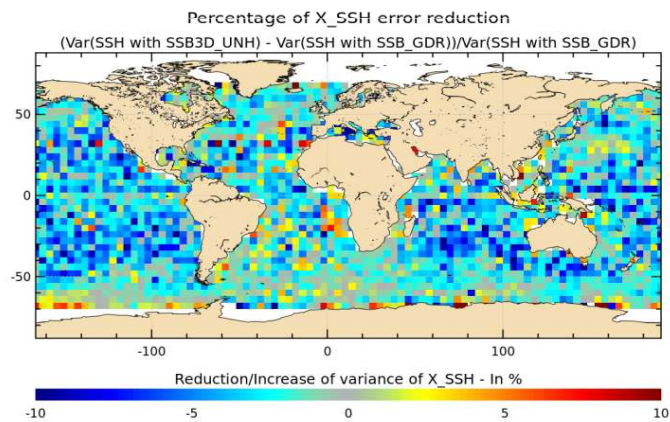 Percentage of X_SSH error reduction
(Var(SSH with SSB3D_UNH) - Var(SSH with SSB_GDR))/Var(SSH with SSB_GDR)
50
0
-50
-100 0 100
Reduction/Increase of variance of X_SSH - In %
-10 -5 0 5 10